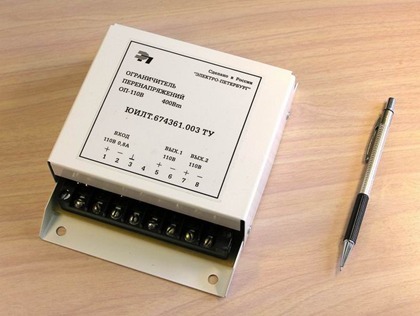 ЭП
Сделано в России
"ЭЛЕКТРО-ПЕТЕРБУРГ"
ОГРАНИЧИТЕЛЬ
ПЕРЕНАПРЯЖЕНИЙ
ОП-110В 400Вт
ЮИЛТ.674361.003 ТУ
ВХОД ВЫХ.1 ВЫХ.2
110В 0,8А 110В 110В
+ − ⊥ + − + −
1 2 3 4 5 6 7 8